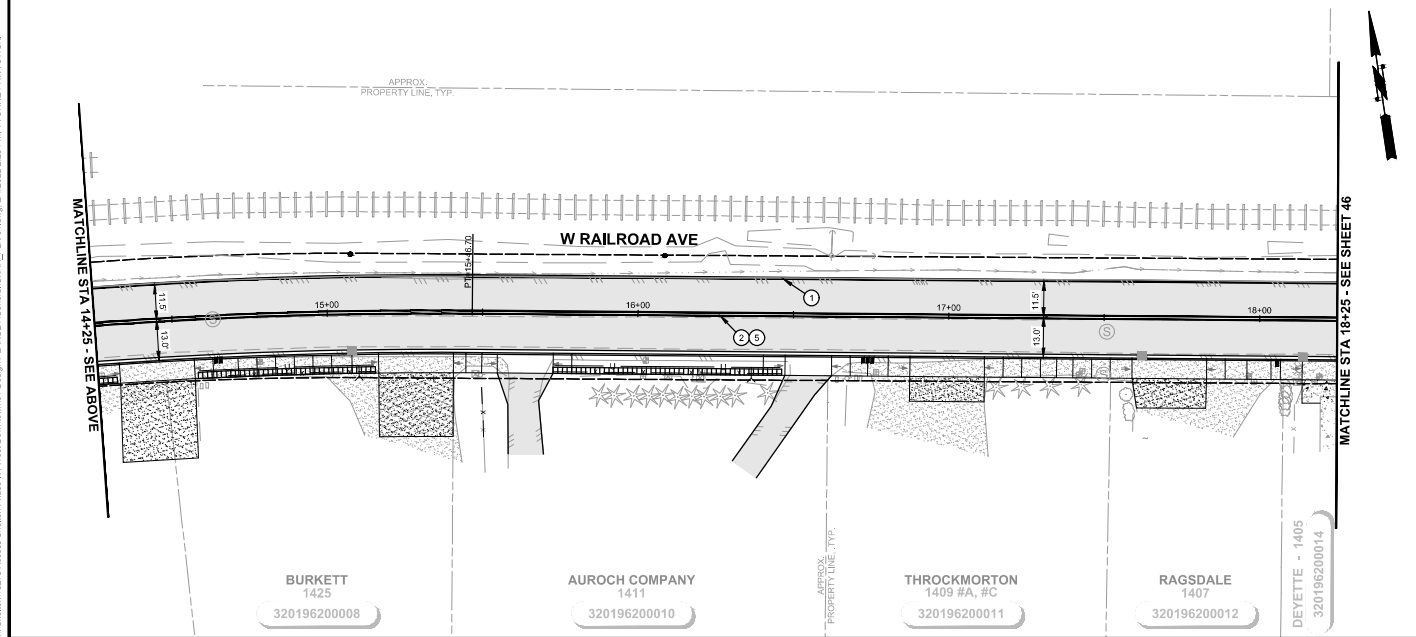 APPROX.
PROPERTY LINE, TYP.
MATCHLINE STA 14+25 - SEE ABOVE
MATCHLINE STA 18+25 - SEE SHEET 46
W RAILROAD AVE
PT: 15+46.70
1
11.5'
15+00
16+00
17+00
11.5'
18+00
S
13.0'
2 5
13.0'
S
APPROX.
PROPERTY LINE, TYP.
BURKETT
1425
320196200008
AUROCH COMPANY
1411
320196200010
THROCKMORTON
1409 #A, #C
320196200011
RAGSDALE
1407
320196200012
DEYETTE - 1405
320196200014